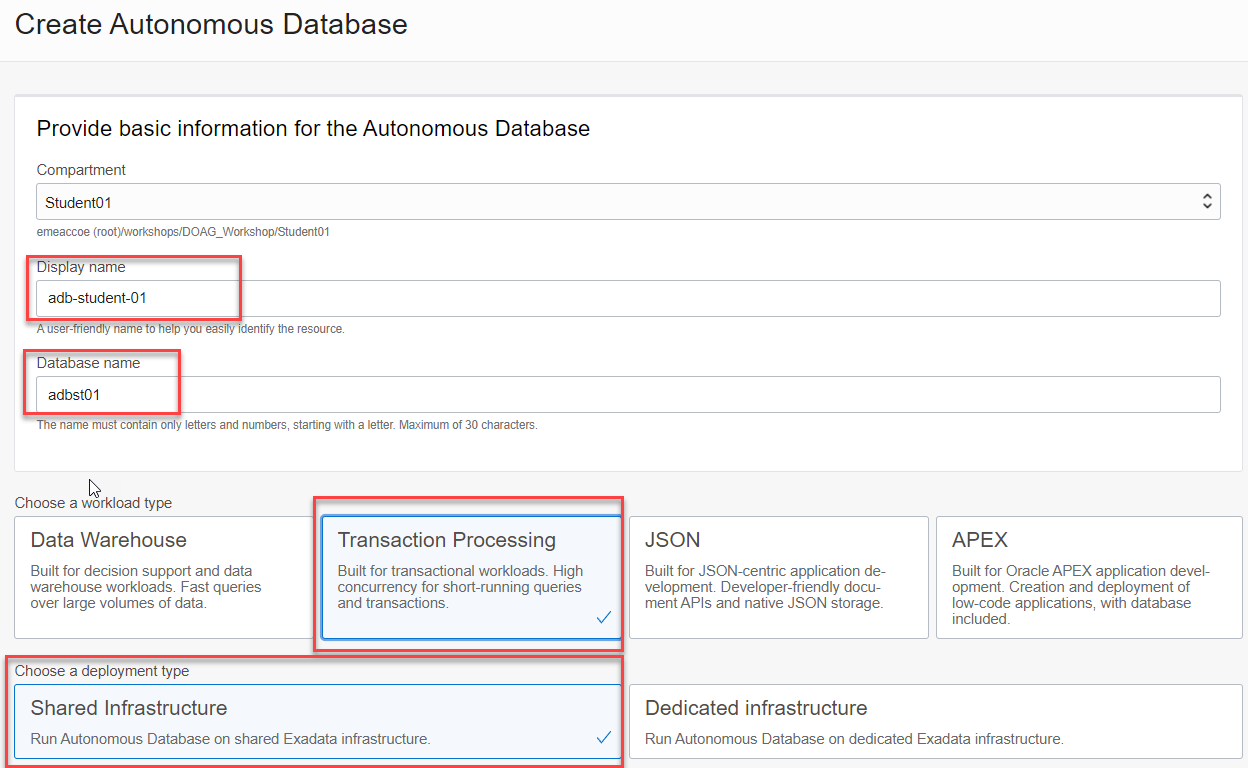 Create Autonomous Database
Provide basic information for the Autonomous Database
Compartment
Student01
emeaccoe (root)/workshops/DOAG_Workshop/Student01
Display name
adb-student-01
A user-friendly name to help you easily identify the resource.
Database name
adbst01
The name must contain only letters and numbers, starting with a letter. Maximum of 30 characters.
Choose a workload type
Data Warehouse
Built for decision support and data
warehouse workloads. Fast queries
over large volumes of data.
Transaction Processing
Built for transactional workloads. High
concurrency for short-running queries
and transactions.
JSON
Built for JSON-centric application de-
velopment. Developer-friendly docu-
ment APIs and native JSON storage.
APEX
Built for Oracle APEX application devel-
opment. Creation and deployment of
low-code applications, with database
included.
Choose a deployment type
Shared Infrastructure
Run Autonomous Database on shared Exadata infrastructure.
Dedicated infrastructure
Run Autonomous Database on dedicated Exadata infrastructure.